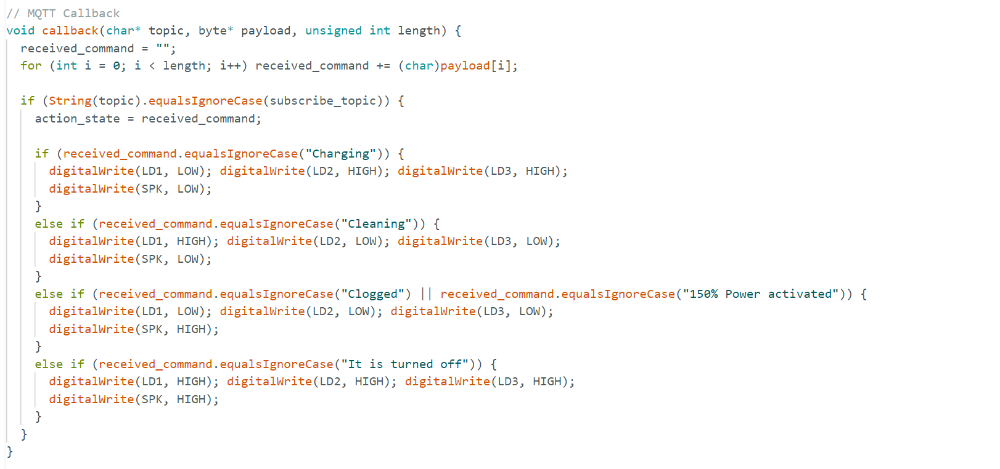 // MQTT Callback
void callback(char* topic, byte* payload, unsigned int length) {
  received_command = "";
  for (int i = 0; i < length; i++) received_command += (char)payload[i];

  if (String(topic).equalsIgnoreCase(subscribe_topic)) {
    action_state = received_command;

    if (received_command.equalsIgnoreCase("Charging")) {
      digitalWrite(LD1, LOW); digitalWrite(LD2, HIGH); digitalWrite(LD3, HIGH);
      digitalWrite(SPK, LOW);
    }
    else if (received_command.equalsIgnoreCase("Cleaning")) {
      digitalWrite(LD1, HIGH); digitalWrite(LD2, LOW); digitalWrite(LD3, LOW);
      digitalWrite(SPK, LOW);
    }
    else if (received_command.equalsIgnoreCase("Clogged") || received_command.equalsIgnoreCase("150% Power activated")) {
      digitalWrite(LD1, LOW); digitalWrite(LD2, LOW); digitalWrite(LD3, LOW);
      digitalWrite(SPK, HIGH);
    }
    else if (received_command.equalsIgnoreCase("It is turned off")) {
      digitalWrite(LD1, HIGH); digitalWrite(LD2, HIGH); digitalWrite(LD3, HIGH);
      digitalWrite(SPK, HIGH);
    }
  }
}